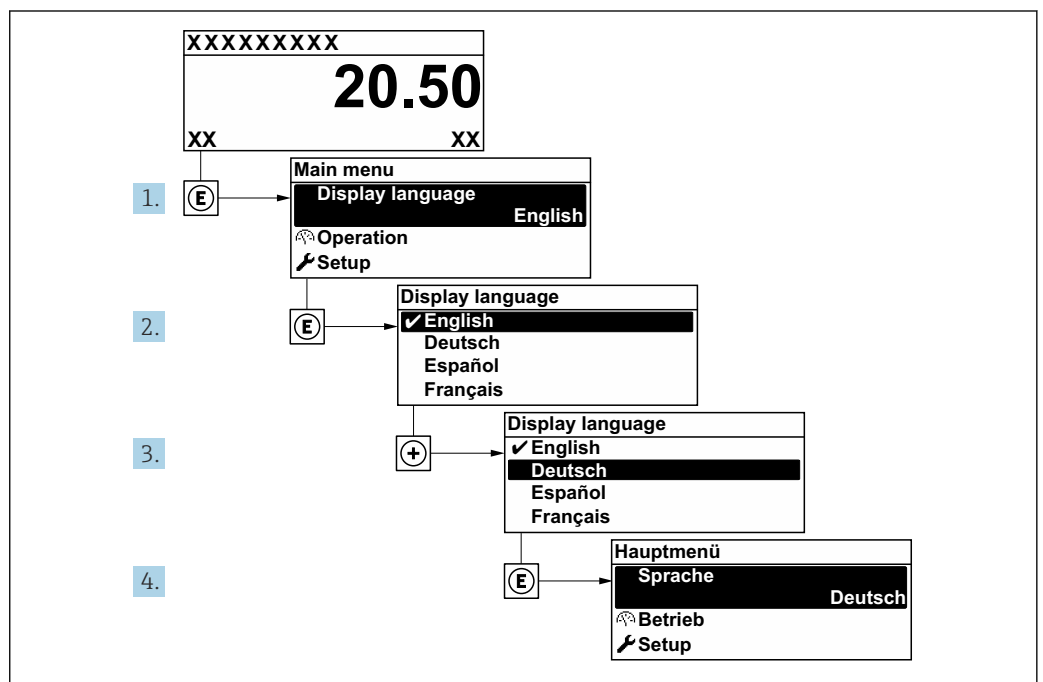 XXXXXXXXX
20.50
XX XX
1.
E
Main menu
Display language
English
Operation
Setup
2.
E
Display language
✔ English
Deutsch
Español
Français
3.
+
Display language
✔ English
Deutsch
Español
Français
4.
E
Hauptmenü
Sprache
Deutsch
Betrieb
Setup